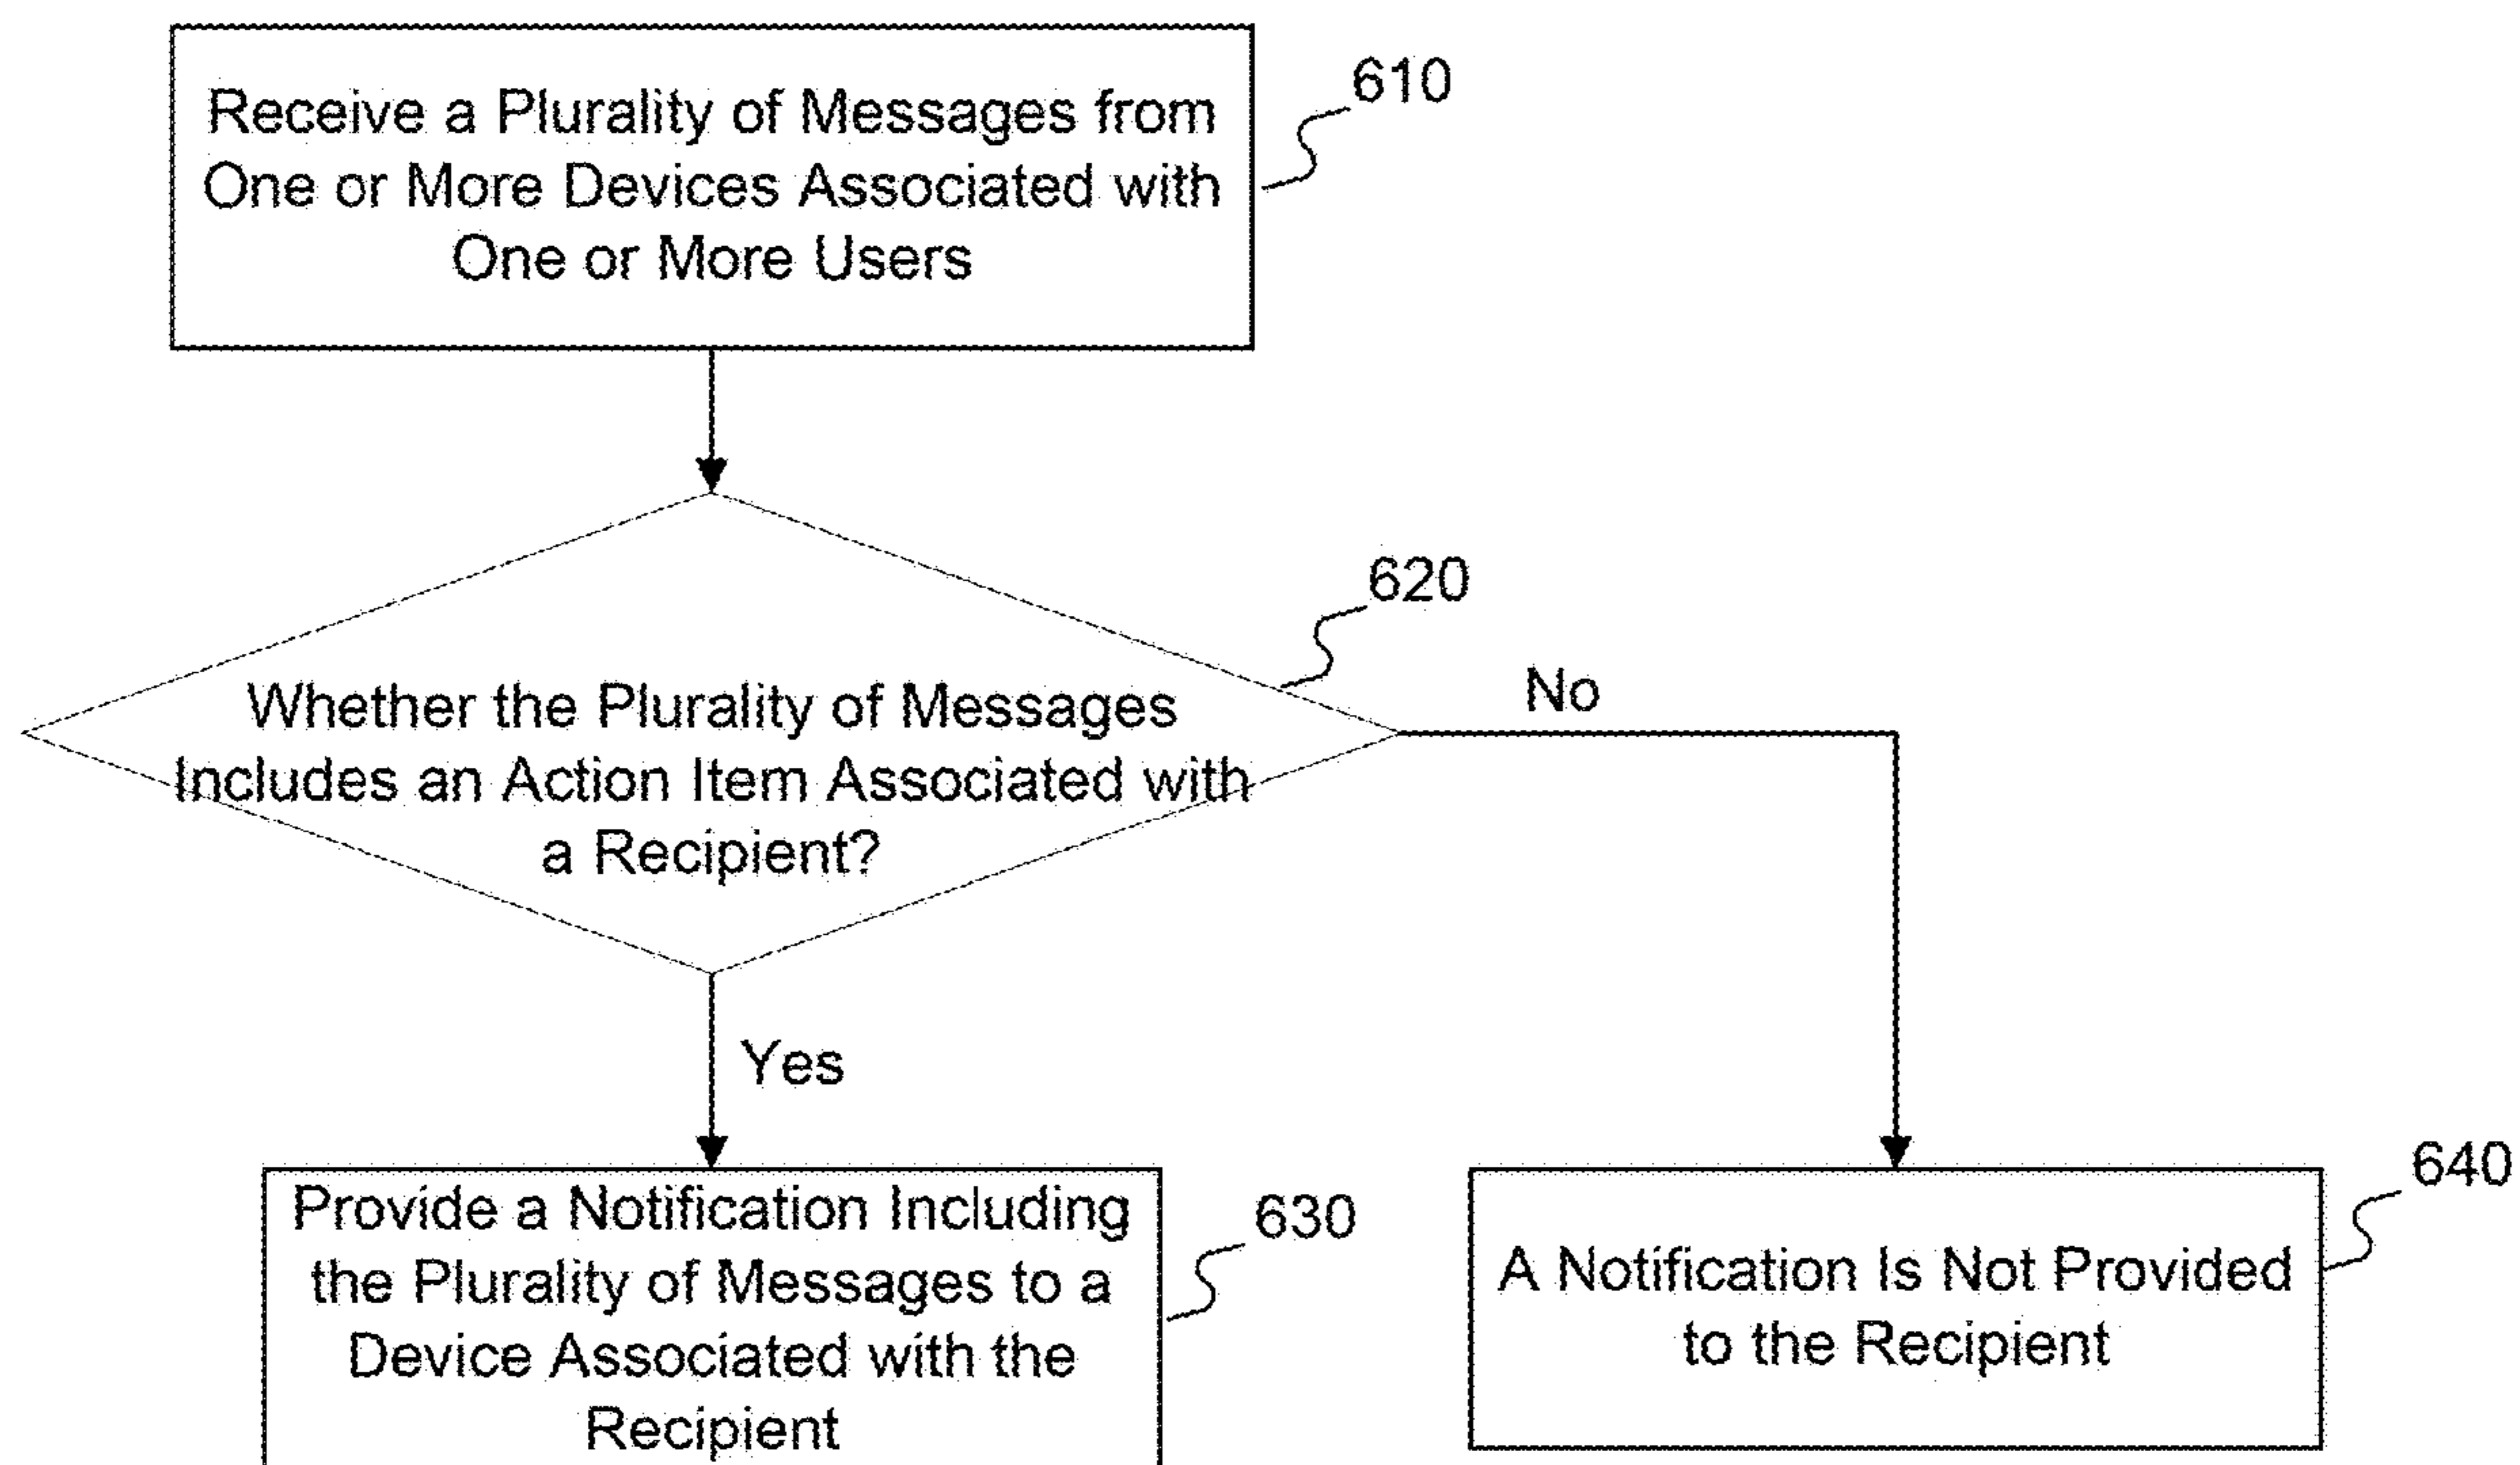 Receive a Plurality of Messages from
One or More Devices Associated with
One or More Users
610
620
Whether the Plurality of Messages
Includes an Action Item Associated with
a Recipient?
No
Yes
Provide a Notification Including
the Plurality of Messages to a
Device Associated with the
Recipient
630
A Notification Is Not Provided
to the Recipient
640